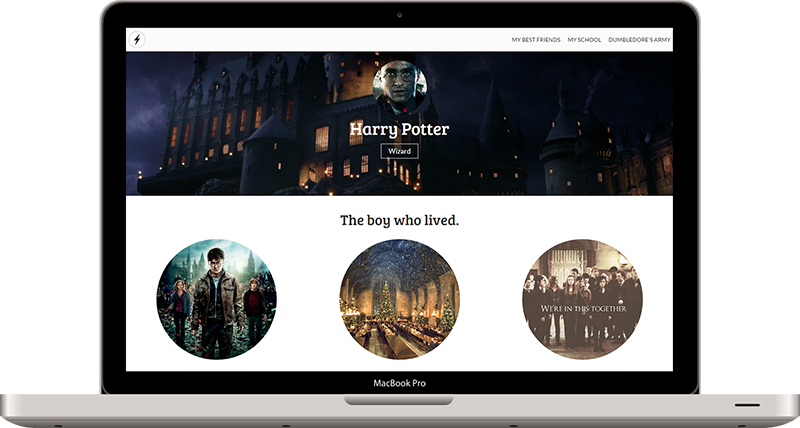 MY BEST FRIENDS MY SCHOOL DUMBLEDORE'S ARMY
Harry Potter
Wizard
The boy who lived.
WE'RE IN THIS TOGETHER
MacBook Pro